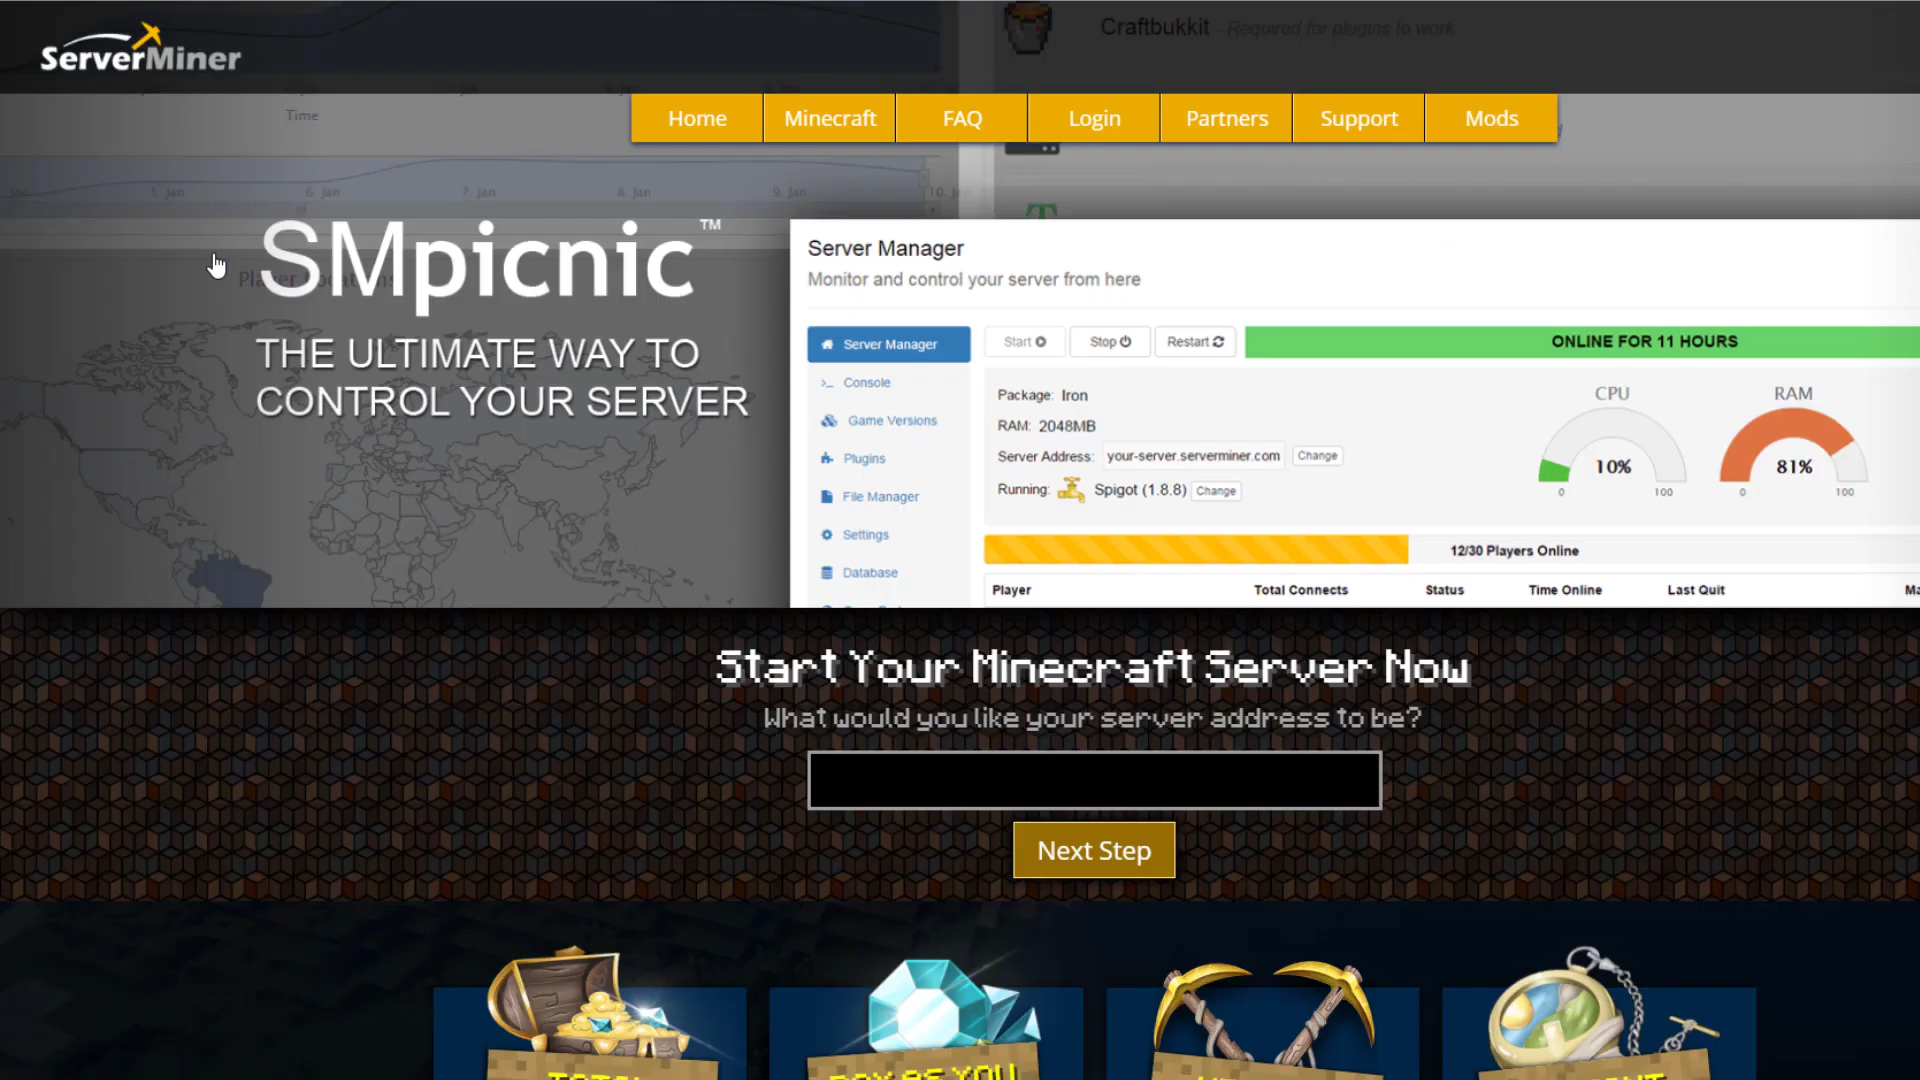 Craftbukkit - Required for plugins to work
ServerMiner
Time
Home
Minecraft
FAQ
Login
Partners
Support
Mods
5. Jan
6. Jan
7. Jan
8. Jan
9. Jan
10. Jan
SMpicnic™
THE ULTIMATE WAY TO
CONTROL YOUR SERVER
Server Manager
Monitor and control your server from here
Server Manager
Console
Game Versions
Plugins
File Manager
Settings
Database
Start
Stop
Restart
ONLINE FOR 11 HOURS
Package: Iron
RAM: 2048MB
Server Address: your-server.serverminer.com Change
Running: Spigot (1.8.8) Change
CPU
10%
0 100
RAM
81%
0 100
12/30 Players Online
Player Total Connects Status Time Online Last Quit
Start Your Minecraft Server Now
What would you like your server address to be?
Next Step